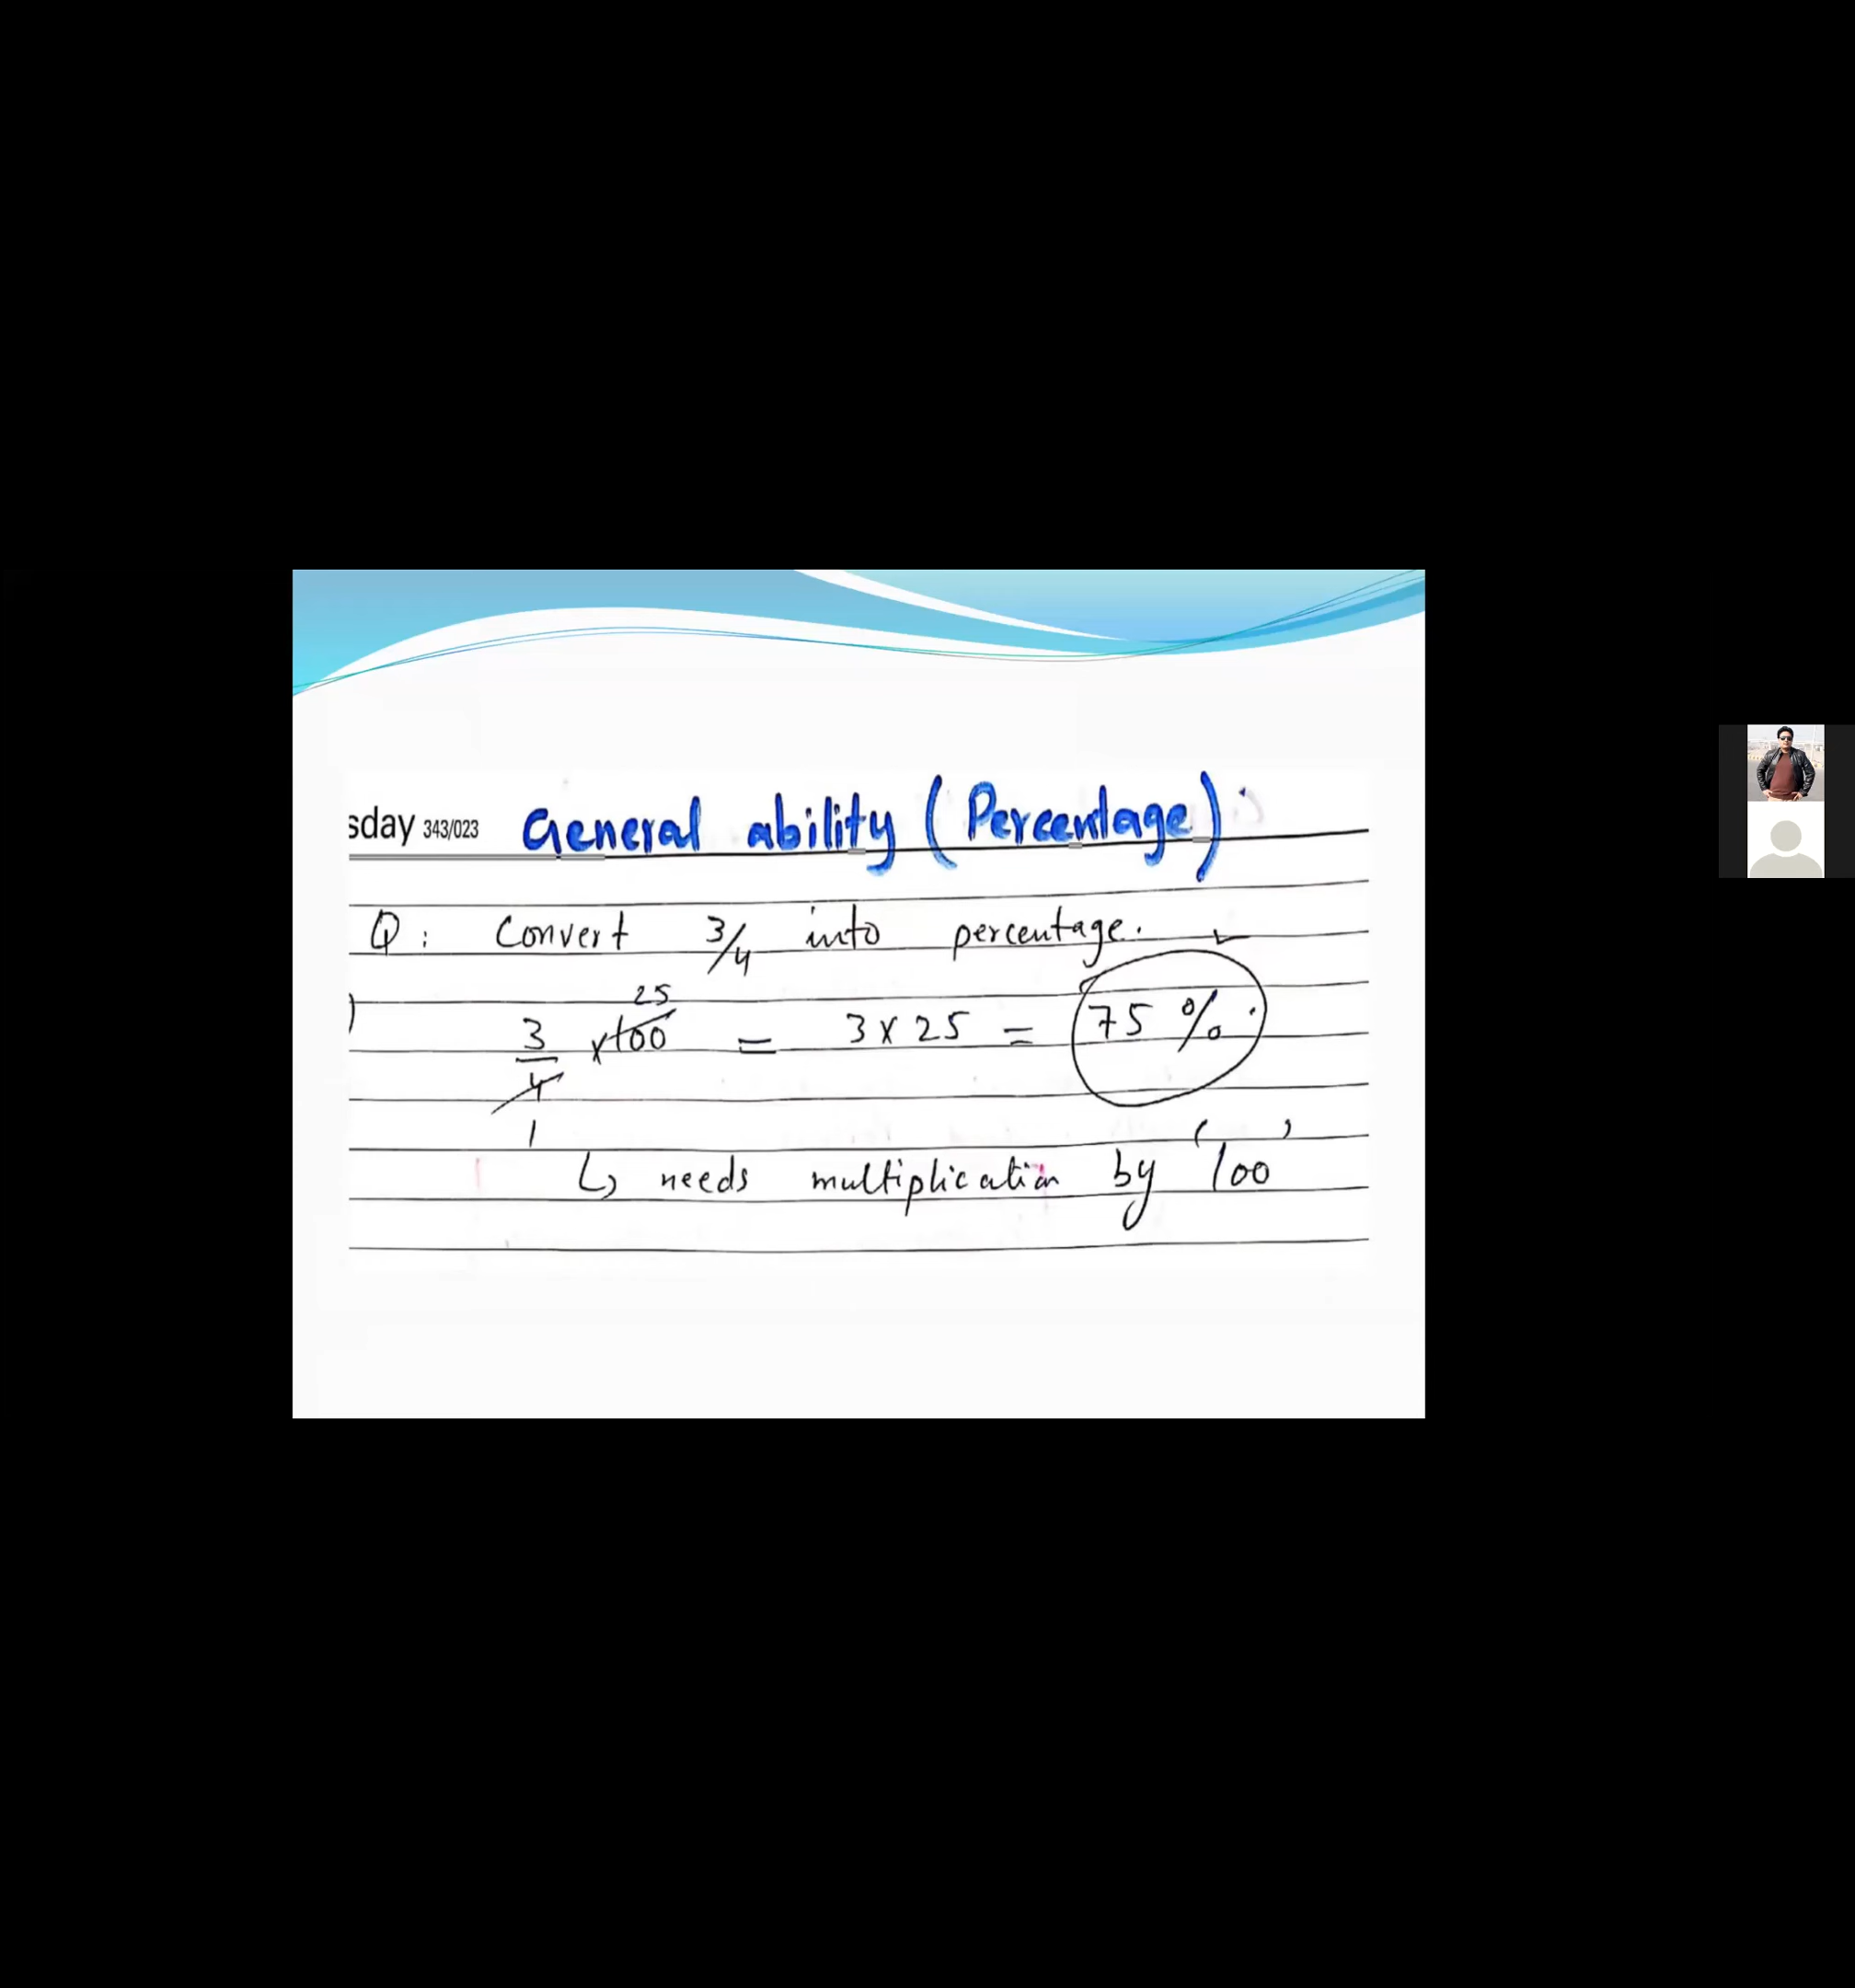 sday 343/023 General ability (Percentage):
Q: Convert 3/4 into percentage.
3/4 x 100 25 = 3 x 25 = 75 %.
1
↳ needs multiplication by '100'